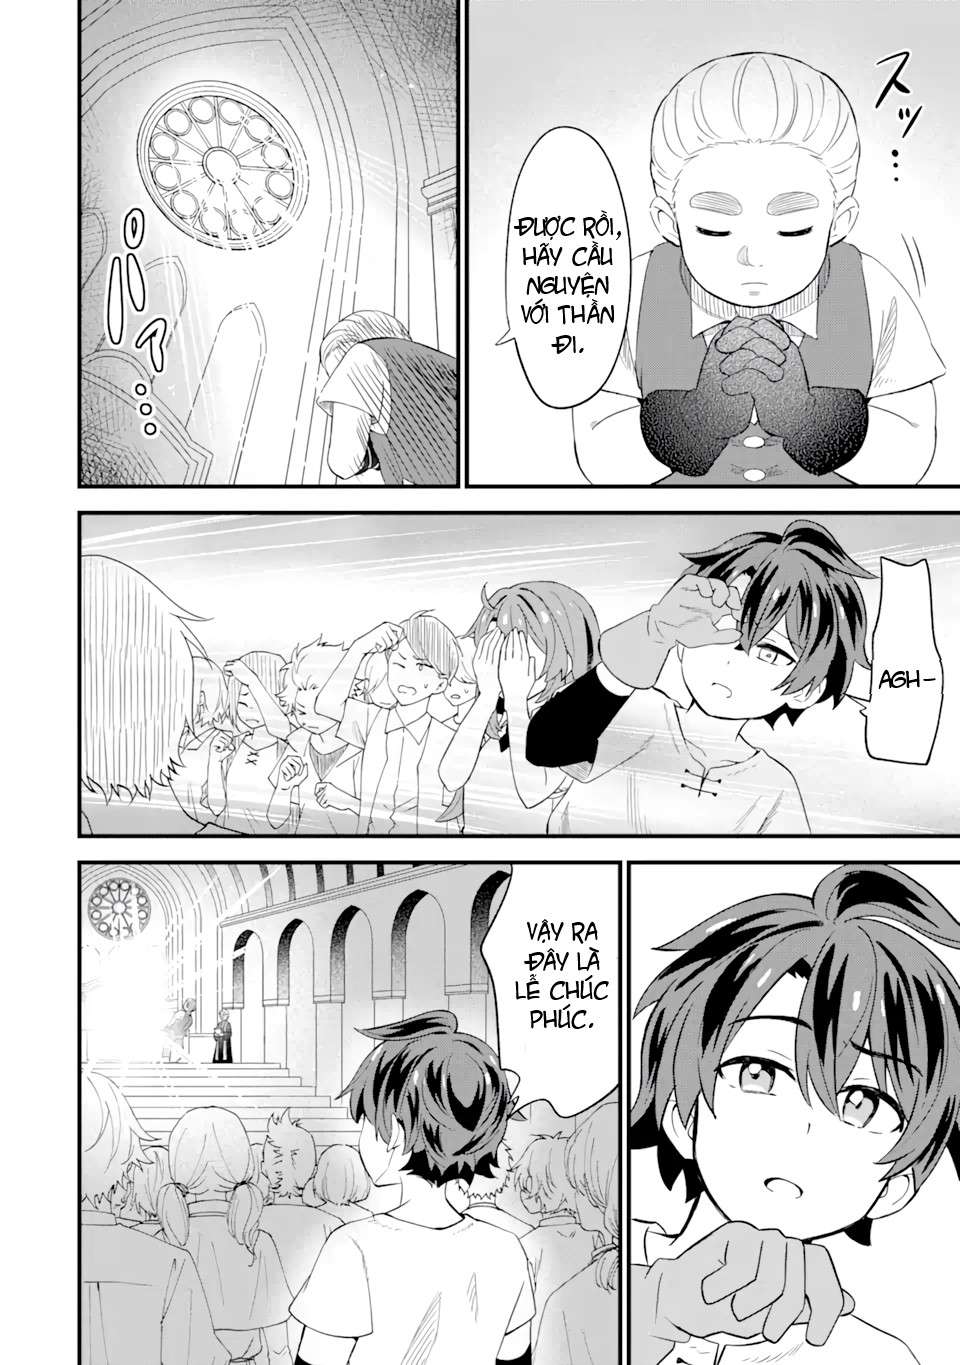 スッ…
ĐƯỢC RỒI,
HÃY CẦU
NGUYỆN
VỚI THẦN
ĐI.
パァ…
AGH-
VẬY RA
ĐÂY LÀ
LỄ CHÚC
PHÚC.